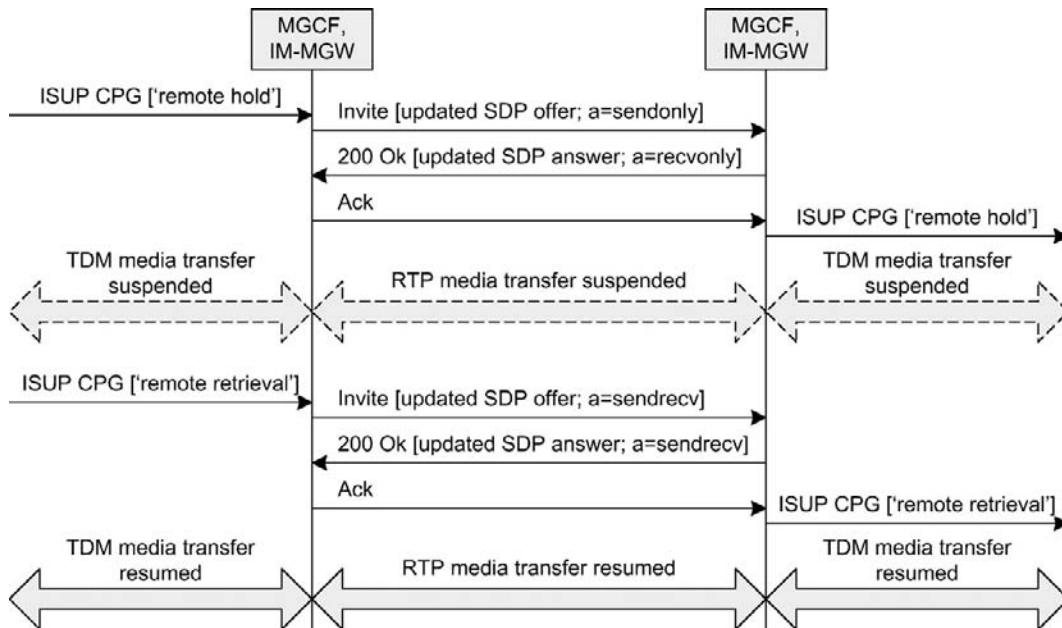 MGCF,
IM-MGW
MGCF,
IM-MGW
ISUP CPG [‘remote hold’]
Invite [updated SDP offer; a=sendonly]
200 Ok [updated SDP answer; a=recvonly]
Ack
ISUP CPG [‘remote hold’]
TDM media transfer
suspended
RTP media transfer suspended
TDM media transfer
suspended
ISUP CPG [‘remote retrieval’]
Invite [updated SDP offer; a=sendrecv]
200 Ok [updated SDP answer; a=sendrecv]
Ack
ISUP CPG [‘remote retrieval’]
TDM media transfer
resumed
RTP media transfer resumed
TDM media transfer
resumed